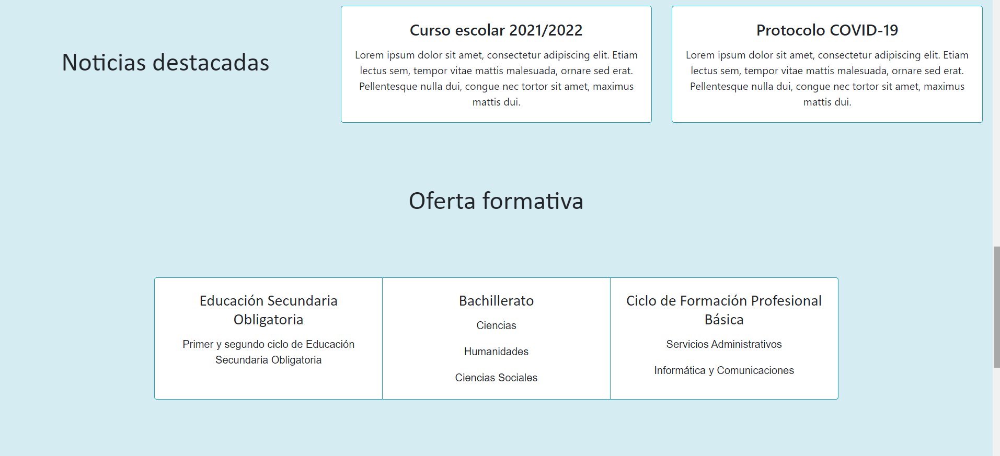 Noticias destacadas
Curso escolar 2021/2022
Lorem ipsum dolor sit amet, consectetur adipiscing elit. Etiam
lectus sem, tempor vitae mattis malesuada, ornare sed erat.
Pellentesque nulla dui, congue nec tortor sit amet, maximus
mattis dui.
Protocolo COVID-19
Lorem ipsum dolor sit amet, consectetur adipiscing elit. Etiam
lectus sem, tempor vitae mattis malesuada, ornare sed erat.
Pellentesque nulla dui, congue nec tortor sit amet, maximus
mattis dui.
Oferta formativa
Educación Secundaria
Obligatoria
Primer y segundo ciclo de Educación
Secundaria Obligatoria
Bachillerato
Ciencias
Humanidades
Ciencias Sociales
Ciclo de Formación Profesional
Básica
Servicios Administrativos
Informática y Comunicaciones